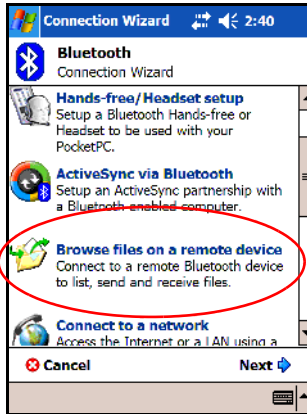 Connection Wizard 2:40
Bluetooth
Connection Wizard
Hands-free/Headset setup
Setup a Bluetooth Hands-free or
Headset to be used with your
PocketPC.
ActiveSync via Bluetooth
Setup an ActiveSync partnership with
a Bluetooth enabled computer.
Browse files on a remote device
Connect to a remote Bluetooth device
to list, send and receive files.
Connect to a network
Access the Internet or a LAN using a
Cancel Next